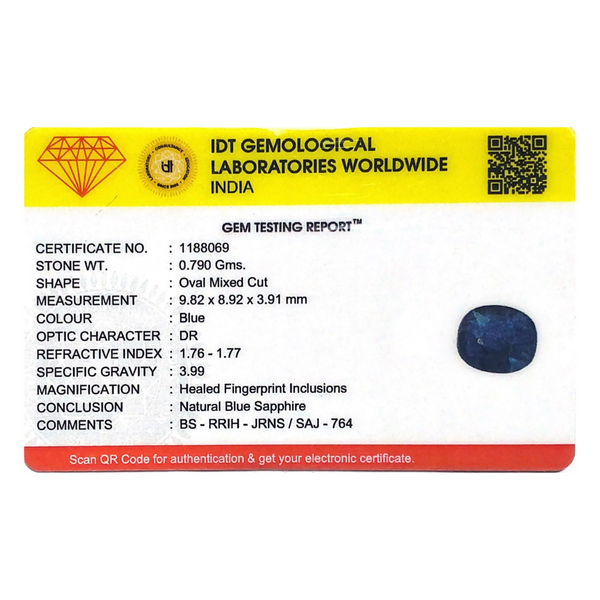 IDT GEMOLOGICAL
LABORATORIES WORLDWIDE
INDIA
GEM TESTING REPORT™
CERTIFICATE NO. : 1188069
STONE WT. : 0.790 Gms.
SHAPE : Oval Mixed Cut
MEASUREMENT : 9.82 x 8.92 x 3.91 mm
COLOUR : Blue
OPTIC CHARACTER : DR
REFRACTIVE INDEX : 1.76 - 1.77
SPECIFIC GRAVITY : 3.99
MAGNIFICATION : Healed Fingerprint Inclusions
CONCLUSION : Natural Blue Sapphire
COMMENTS : BS - RRIH - JRNS / SAJ - 764
Scan QR Code for authentication & get your electronic certificate.